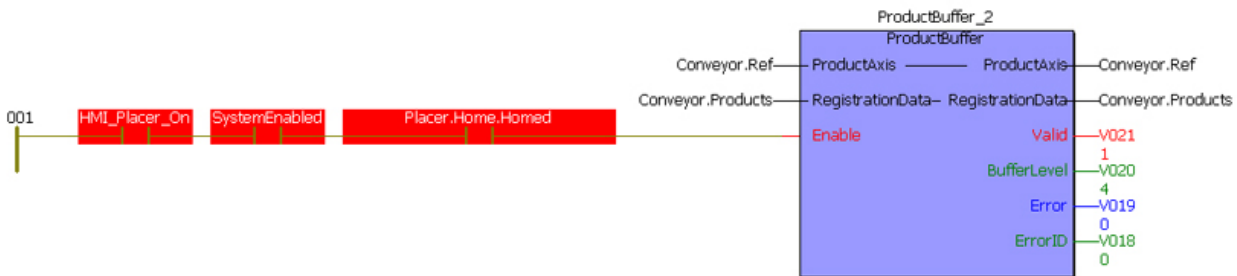 ProductBuffer_2
ProductBuffer
Conveyor.Ref ProductAxis ProductAxis Conveyor.Ref
Conveyor.Products RegistrationData RegistrationData Conveyor.Products
001 HMI_Placer_On SystemEnabled Placer.Home.Homed Enable Valid V021
1
BufferLevel V020
4
Error V019
0
ErrorID V018
0